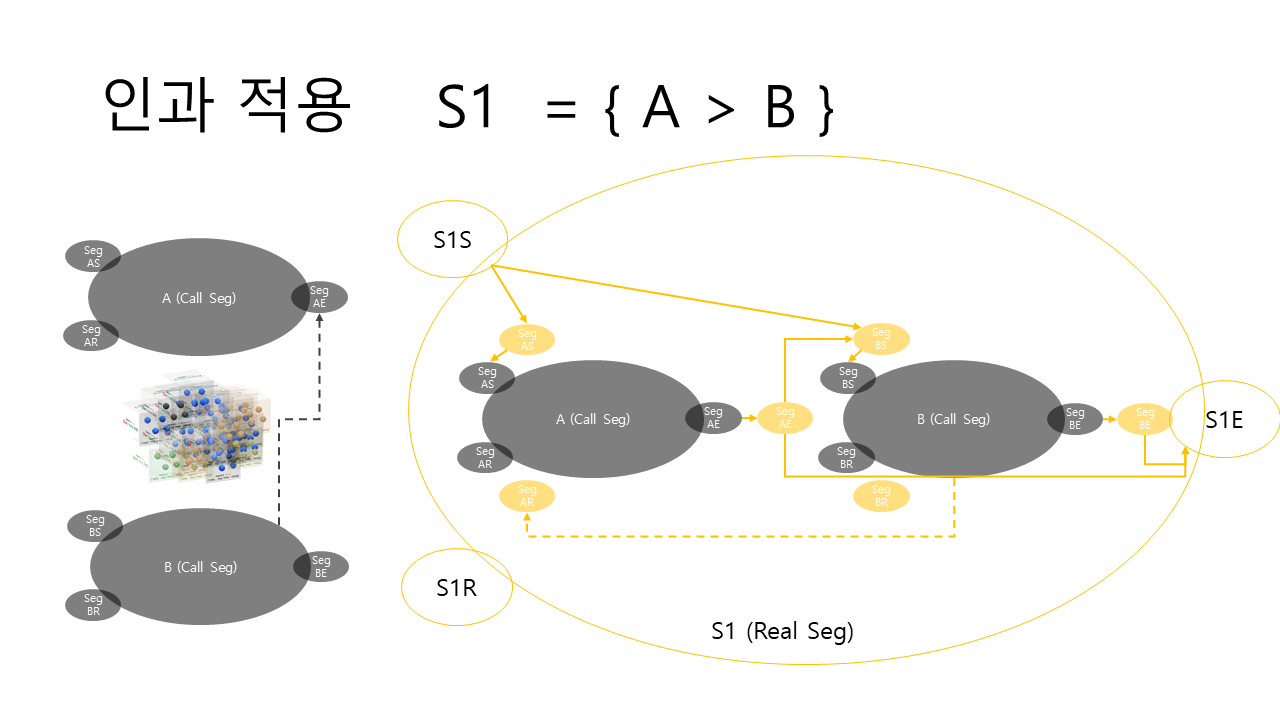 인과 적용 S1 = { A > B }
S1S
Seg
AS
A (Call Seg)
Seg
AE
Seg
AR
Seg
BS
B (Call Seg)
Seg
BE
Seg
BR
Seg
AS
Seg
AS
A (Call Seg)
Seg
AE
Seg
AE
Seg
AR
Seg
AR
Seg
BS
Seg
BS
B (Call Seg)
Seg
BE
Seg
BE
Seg
BR
Seg
BR
S1E
S1R
S1 (Real Seg)